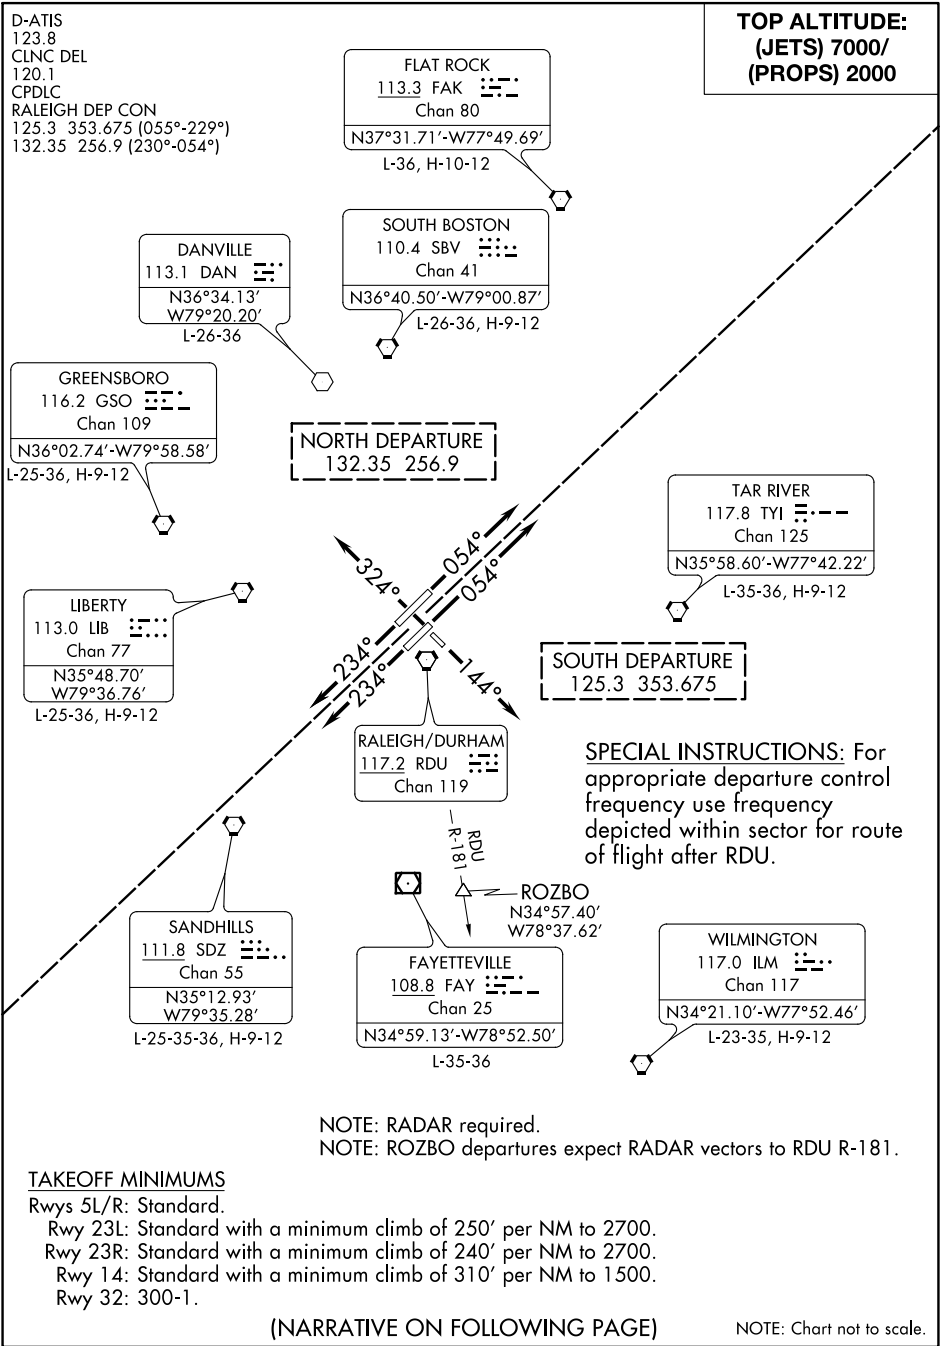 D-ATIS
123.8
CLNC DEL
120.1
CPDLC
RALEIGH DEP CON
125.3 353.675 (055°-229°)
132.35 256.9 (230°-054°)
TOP ALTITUDE:
(JETS) 7000/
(PROPS) 2000
FLAT ROCK
113.3 FAK
Chan 80
N37°31.71′-W77°49.69′
L-36, H-10-12
SOUTH BOSTON
110.4 SBV
Chan 41
N36°40.50′-W79°00.87′
L-26-36, H-9-12
DANVILLE
113.1 DAN
N36°34.13′
W79°20.20′
L-26-36
GREENSBORO
116.2 GSO
Chan 109
N36°02.74′-W79°58.58′
L-25-36, H-9-12
NORTH DEPARTURE
132.35 256.9
TAR RIVER
117.8 TYI
Chan 125
N35°58.60′-W77°42.22′
L-35-36, H-9-12
324°
054°
054°
234°
234°
144°
LIBERTY
113.0 LIB
Chan 77
N35°48.70′
W79°36.76′
L-25-36, H-9-12
SOUTH DEPARTURE
125.3 353.675
RALEIGH/DURHAM
117.2 RDU
Chan 119
SPECIAL INSTRUCTIONS: For
appropriate departure control
frequency use frequency
depicted within sector for route
of flight after RDU.
RDU
R-181
ROZBO
N34°57.40′
W78°37.62′
SANDHILLS
111.8 SDZ
Chan 55
N35°12.93′
W79°35.28′
L-25-35-36, H-9-12
FAYETTEVILLE
108.8 FAY
Chan 25
N34°59.13′-W78°52.50′
L-35-36
WILMINGTON
117.0 ILM
Chan 117
N34°21.10′-W77°52.46′
L-23-35, H-9-12
NOTE: RADAR required.
NOTE: ROZBO departures expect RADAR vectors to RDU R-181.
TAKEOFF MINIMUMS
Rwys 5L/R: Standard.
Rwy 23L: Standard with a minimum climb of 250′ per NM to 2700.
Rwy 23R: Standard with a minimum climb of 240′ per NM to 2700.
Rwy 14: Standard with a minimum climb of 310′ per NM to 1500.
Rwy 32: 300-1.
(NARRATIVE ON FOLLOWING PAGE)
NOTE: Chart not to scale.